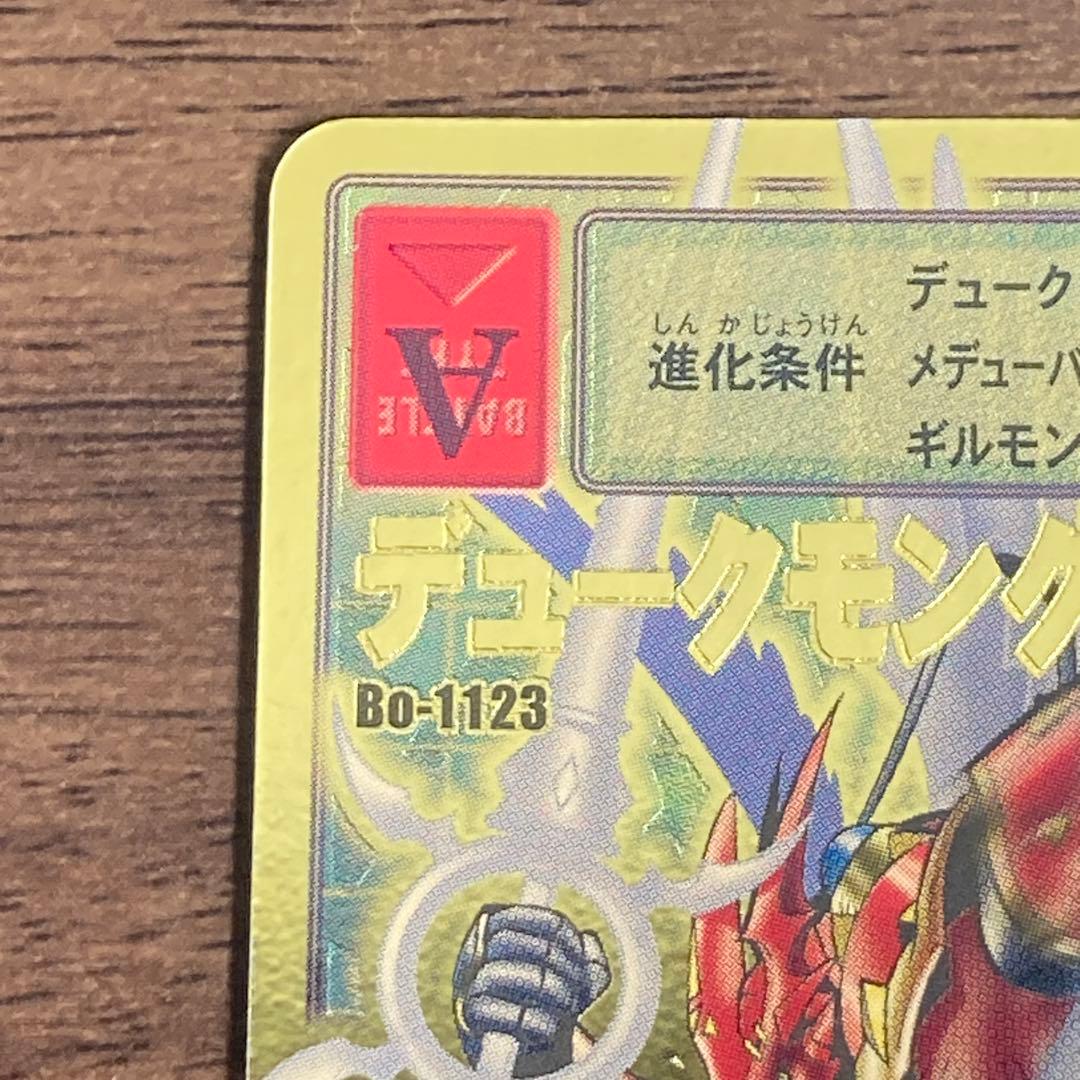 A
TYPE
BATTLE
デューク
しんかじょうけん
進化条件 メデューバ
ギルモン
デュークモンク
Bo-1123